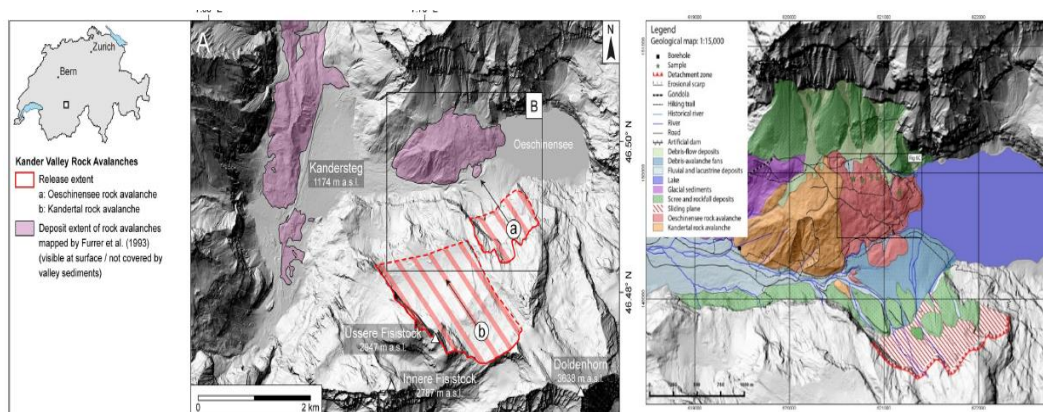 Zurich
Bern
Kander Valley Rock Avalanches
Release extent
a: Oeschinensee rock avalanche
b: Kandertal rock avalanche
Deposit extent of rock avalanches
mapped by Furrer et al. (1993)
(visible at surface / not covered by
valley sediments)
A
N
B
Oeschinensee
Kandersteg
1174 m a.s.l.
46.50°
a
46.48°
b
Üssere Fisistock
Innere Fisistock
2787 m a.s.l.
Doldenhorn
0
2 km
Legend
Geological map: 1:15,000
Borehole
Sample
Detachment zone
Erosional scarp
Gondola
Hiking trail
Historical river
River
Road
Artificial dam
Debris-flow deposits
Debris-avalanche fans
Fluvial and lacustrine deposits
Lake
Glacial sediments
Scree and rockfall deposits
Sliding plane
Oeschinensee rock avalanche
Kandertal rock avalanche